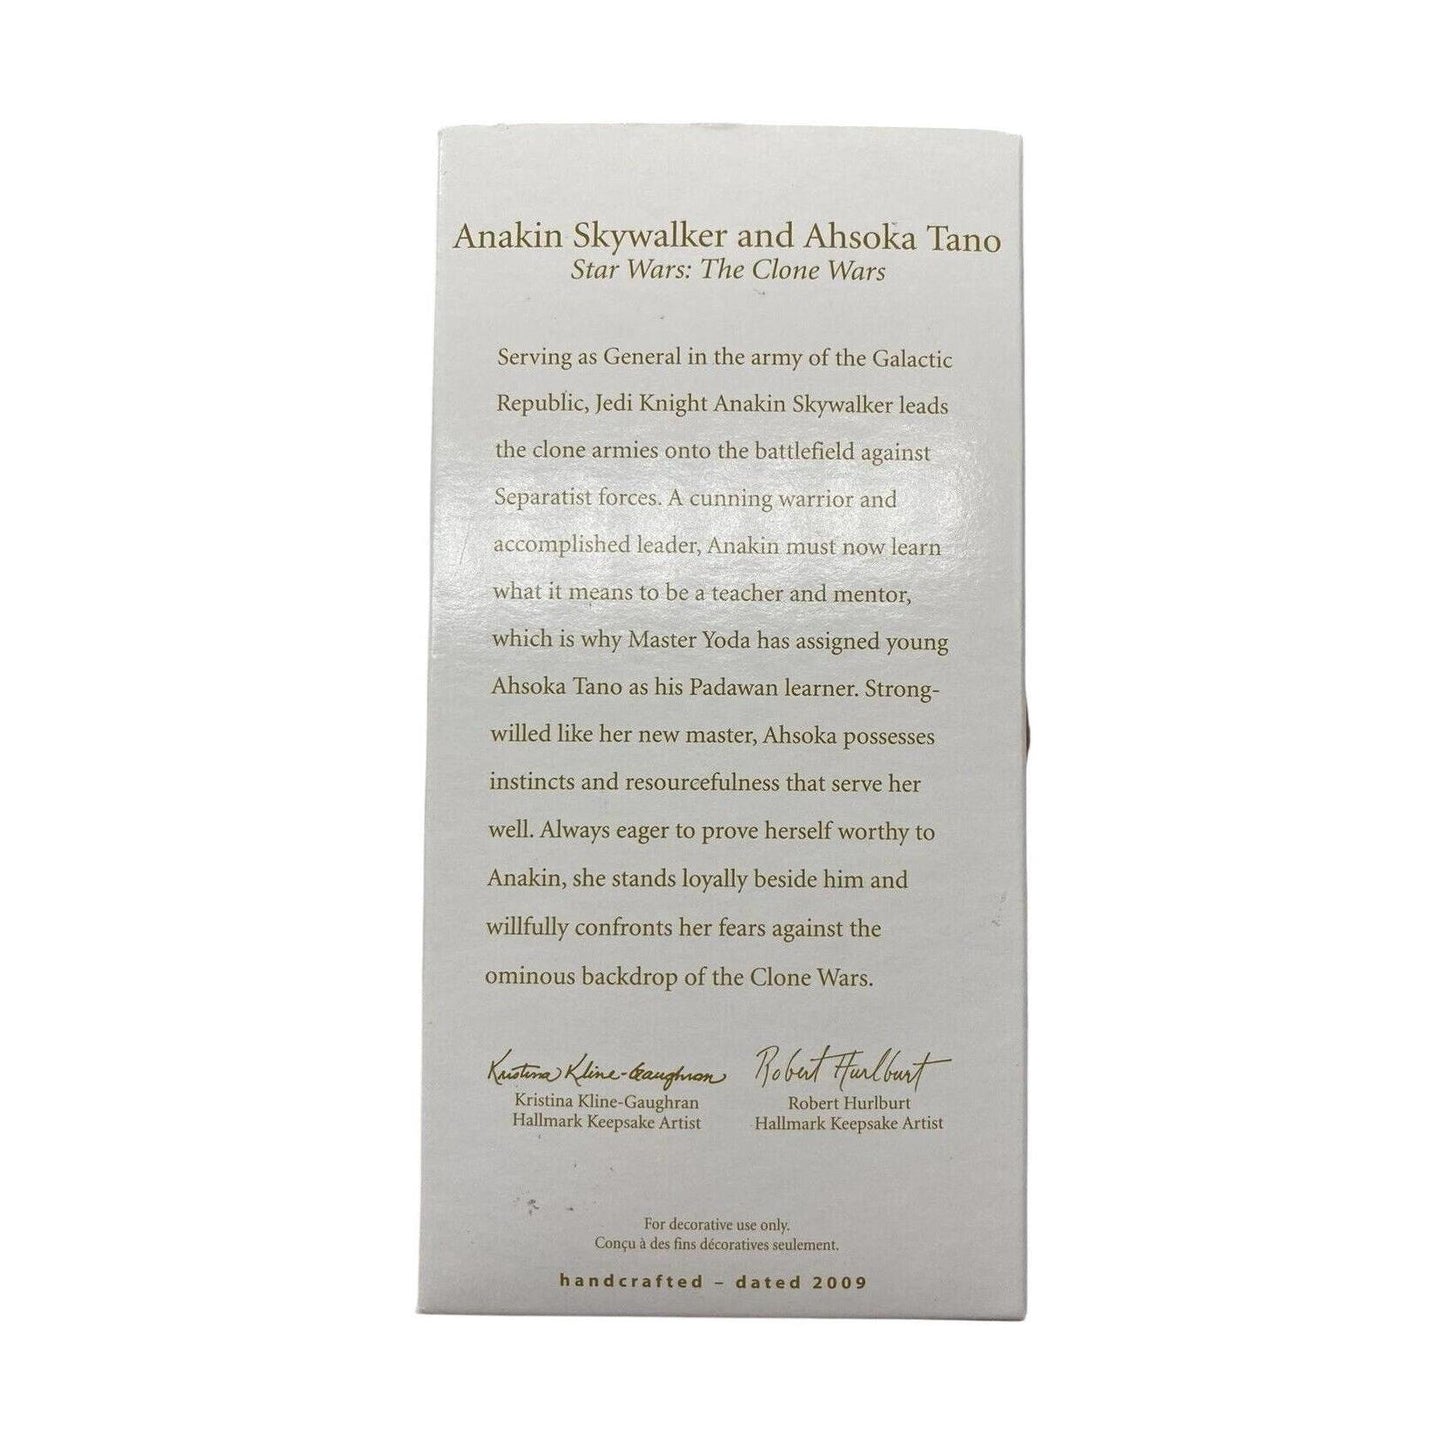 Anakin Skywalker and Ahsoka Tano
Star Wars: The Clone Wars
Serving as General in the army of the Galactic
Republic, Jedi Knight Anakin Skywalker leads
the clone armies onto the battlefield against
Separatist forces. A cunning warrior and
accomplished leader, Anakin must now learn
what it means to be a teacher and mentor,
which is why Master Yoda has assigned young
Ahsoka Tano as his Padawan learner. Strong-
willed like her new master, Ahsoka possesses
instincts and resourcefulness that serve her
well. Always eager to prove herself worthy to
Anakin, she stands loyally beside him and
willfully confronts her fears against the
ominous backdrop of the Clone Wars.
Kristina Kline-Gaughran
Kristina Kline-Gaughran
Hallmark Keepsake Artist
Robert Hurlburt
Robert Hurlburt
Hallmark Keepsake Artist
For decorative use only.
Conçu à des fins décoratives seulement.
handcrafted – dated 2009